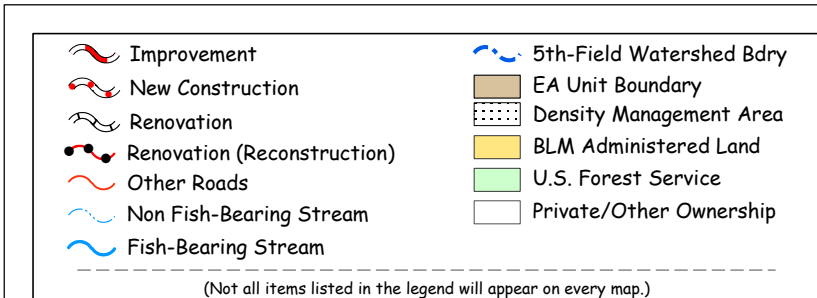 Improvement
New Construction
Renovation
Renovation (Reconstruction)
Other Roads
Non Fish-Bearing Stream
Fish-Bearing Stream
5th-Field Watershed Bdry
EA Unit Boundary
Density Management Area
BLM Administered Land
U.S. Forest Service
Private/Other Ownership
(Not all items listed in the legend will appear on every map.)